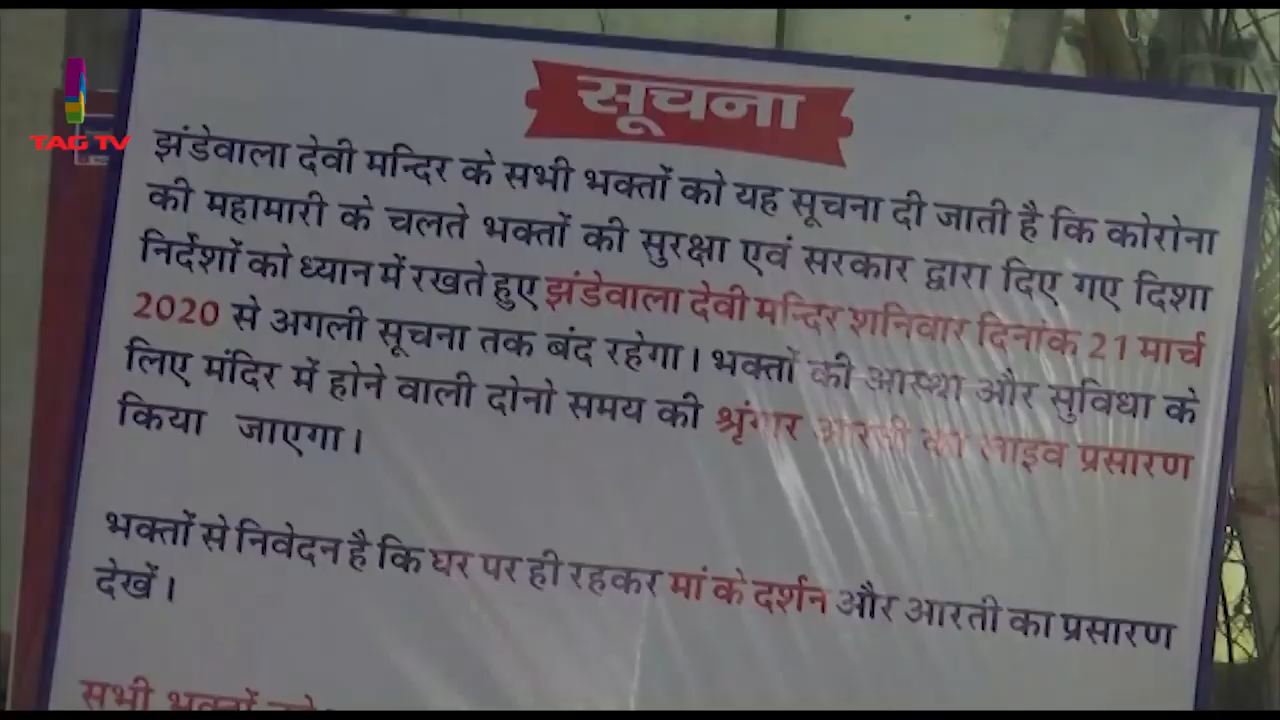 TAG TV
सूचना
झंडेवाला देवी मन्दिर के सभी भक्तों को यह सूचना दी जाती है कि कोरोना
की महामारी के चलते भक्तों की सुरक्षा एवं सरकार द्वारा दिए गए दिशा
निर्देशों को ध्यान में रखते हुए झंडेवाला देवी मन्दिर शनिवार दिनांक 21 मार्च
2020 से अगली सूचना तक बंद रहेगा। भक्तों की आस्था और सुविधा के
लिए मंदिर में होने वाली दोनो समय की श्रृंगार आरती का लाइव प्रसारण
किया जाएगा।
भक्तों से निवेदन है कि घर पर ही रहकर मां के दर्शन और आरती का प्रसारण
देखें।
सभी भक्तों